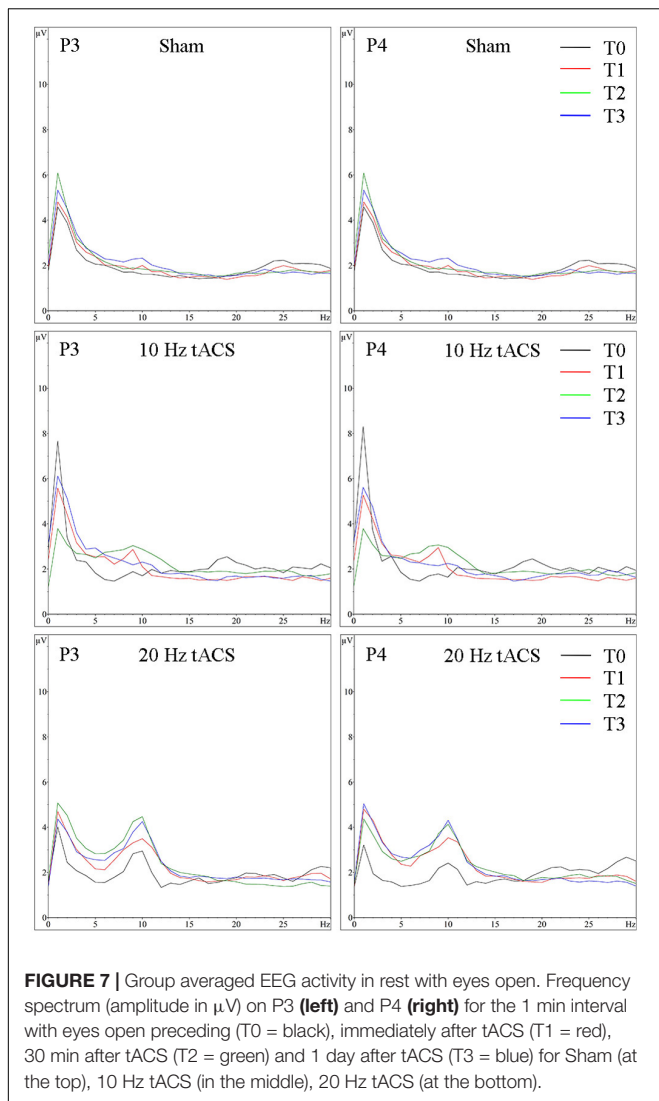 μV P3 Sham
12
10
8
6
4
2
0
0 5 10 15 20 25 Hz
μV P4 Sham
T0
T1
T2
T3
12
10
8
6
4
2
0
0 5 10 15 20 25 Hz
μV P3 10 Hz tACS
12
10
8
6
4
2
0
0 5 10 15 20 25 Hz
μV P4 10 Hz tACS
T0
T1
T2
T3
12
10
8
6
4
2
0
0 5 10 15 20 25 Hz
μV P3 20 Hz tACS
12
10
8
6
4
2
0
0 5 10 15 20 25 Hz
μV P4 20 Hz tACS
T0
T1
T2
T3
12
10
8
6
4
2
0
0 5 10 15 20 25 Hz
FIGURE 7 | Group averaged EEG activity in rest with eyes open. Frequency
spectrum (amplitude in μV) on P3 (left) and P4 (right) for the 1 min interval
with eyes open preceding (T0 = black), immediately after tACS (T1 = red),
30 min after tACS (T2 = green) and 1 day after tACS (T3 = blue) for Sham (at
the top), 10 Hz tACS (in the middle), 20 Hz tACS (at the bottom).